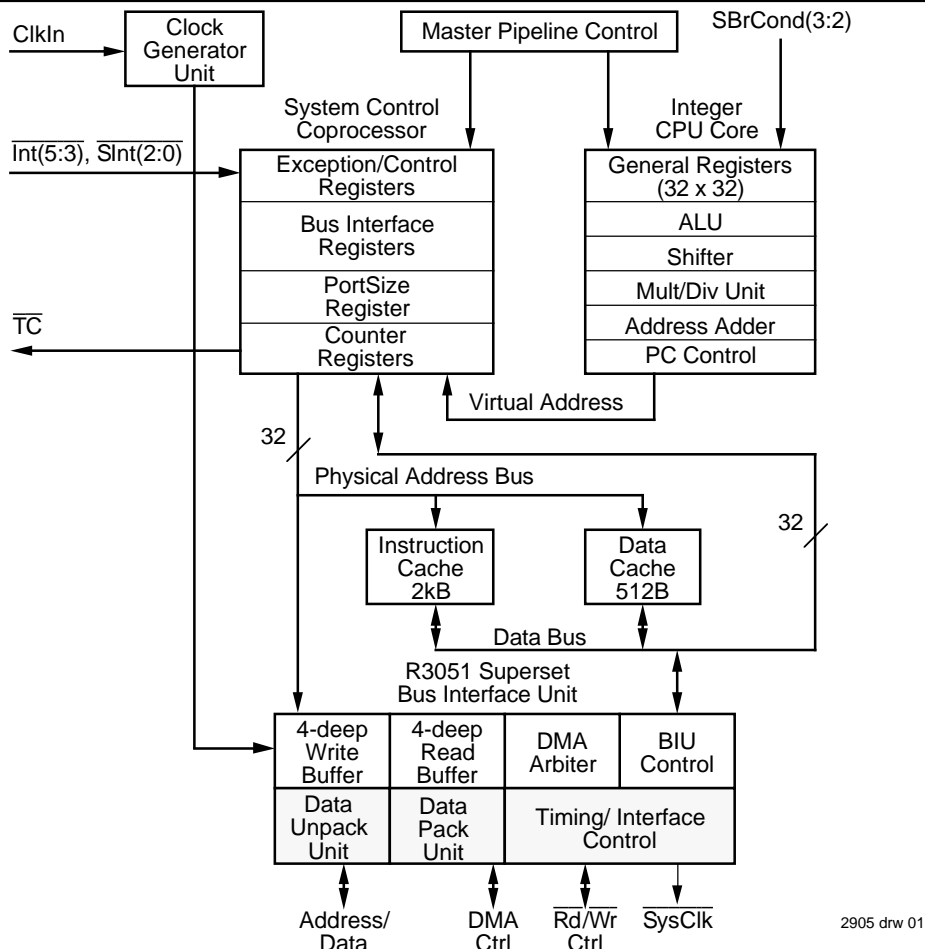 ClkIn
Clock
Generator
Unit
Master Pipeline Control
SBrCond(3:2)
System Control
Coprocessor
Integer
CPU Core
Int(5:3), SInt(2:0)
Exception/Control
Registers
Bus Interface
Registers
PortSize
Register
Counter
Registers
General Registers
(32 x 32)
ALU
Shifter
Mult/Div Unit
Address Adder
PC Control
TC
Virtual Address
32
Physical Address Bus
32
Instruction
Cache
2kB
Data
Cache
512B
Data Bus
R3051 Superset
Bus Interface Unit
4-deep
Write
Buffer
4-deep
Read
Buffer
DMA
Arbiter
BIU
Control
Data
Unpack
Unit
Data
Pack
Unit
Timing/ Interface
Control
Address/
Data
DMA
Ctrl
Rd/Wr
Ctrl
SysClk
2905 drw 01